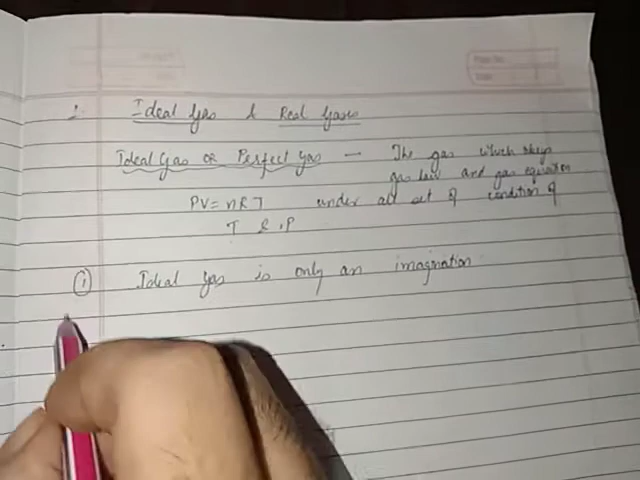 Ideal Gas & Real Gases
Ideal Gas or Perfect Gas — The gas which obeys
gas law and gas equation
PV = nRT under all set of condition of
T & P
① Ideal gas is only an imagination